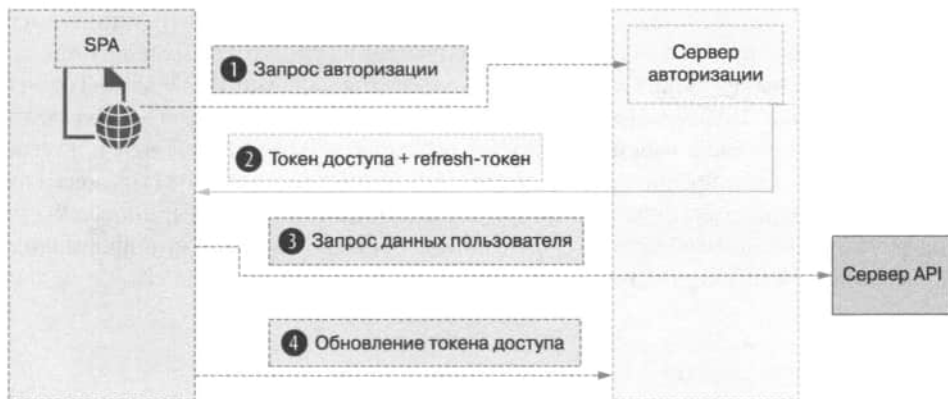 SPA
Сервер
авторизации
1 Запрос авторизации
2 Токен доступа + refresh-токен
3 Запрос данных пользователя
Сервер API
4 Обновление токена доступа